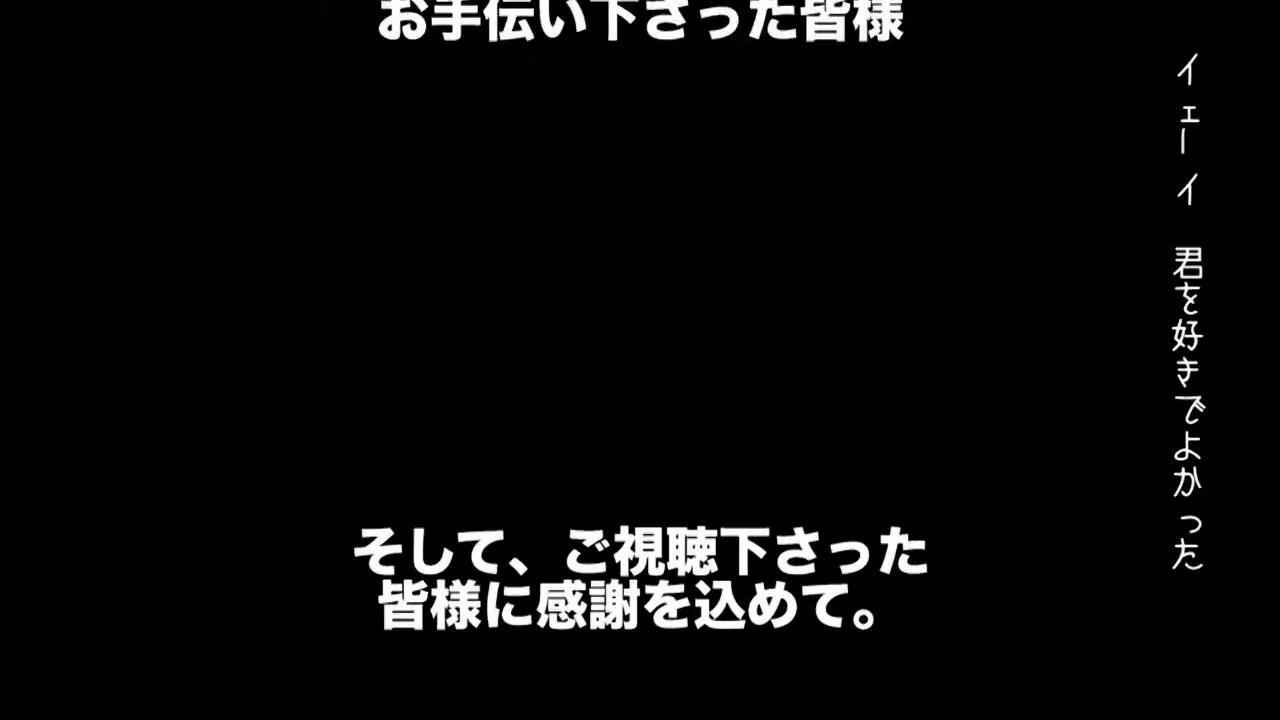 お手伝い下さった皆様
イェーイ 君を好きでよかった
そして、ご視聴下さった
皆様に感謝を込めて。